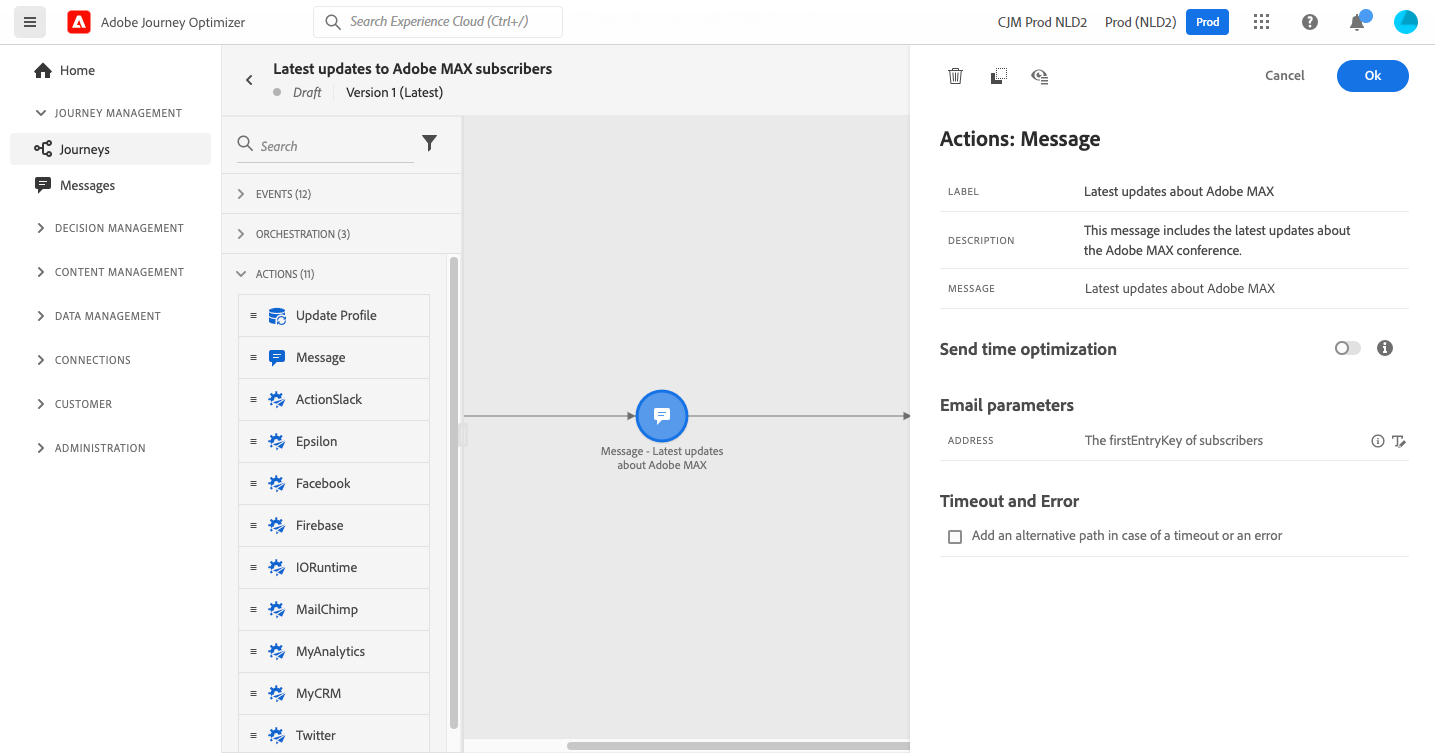 Adobe Journey Optimizer
Search Experience Cloud (Ctrl+/)
CJM Prod NLD2
Prod (NLD2)
Prod
Home
JOURNEY MANAGEMENT
Journeys
Messages
DECISION MANAGEMENT
CONTENT MANAGEMENT
DATA MANAGEMENT
CONNECTIONS
CUSTOMER
ADMINISTRATION
Latest updates to Adobe MAX subscribers
Draft
Version 1 (Latest)
Search
EVENTS (12)
ORCHESTRATION (3)
ACTIONS (11)
Update Profile
Message
ActionSlack
Epsilon
Facebook
Firebase
IORuntime
MailChimp
MyAnalytics
MyCRM
Twitter
Message - Latest updates
about Adobe MAX
Cancel
Ok
Actions: Message
LABEL
Latest updates about Adobe MAX
DESCRIPTION
This message includes the latest updates about
the Adobe MAX conference.
MESSAGE
Latest updates about Adobe MAX
Send time optimization
Email parameters
ADDRESS
The firstEntryKey of subscribers
Timeout and Error
Add an alternative path in case of a timeout or an error